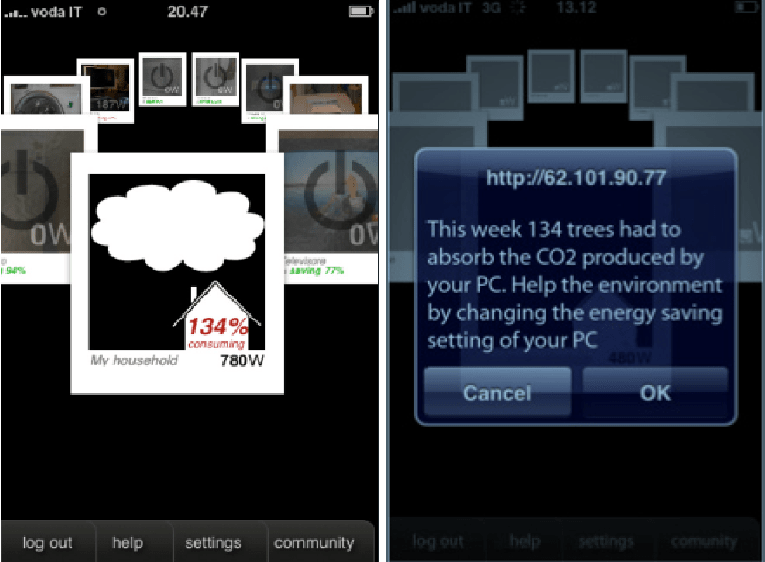 voda IT
20.47
187W
0W
0W
0W
0W
0W
94%
Televisore
saving 77%
134%
consuming
My household
780W
log out
help
settings
community
voda IT 3G
13.12
http://62.101.90.77
This week 134 trees had to
absorb the CO2 produced by
your PC. Help the environment
by changing the energy saving
setting of your PC
480W
Cancel
OK
log out
help
settings
comunity